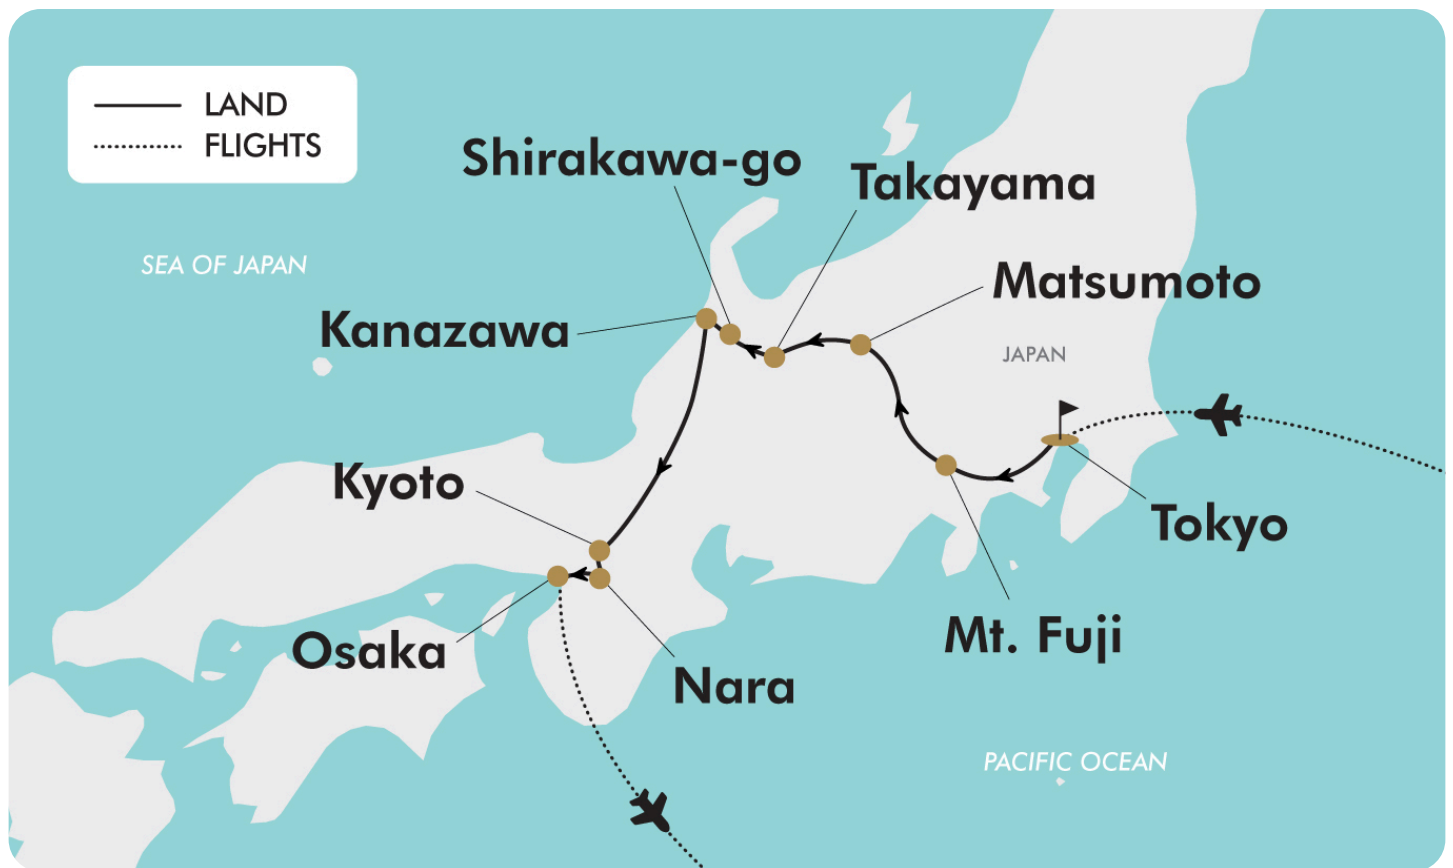 LAND
FLIGHTS
Shirakawa-go
Takayama
SEA OF JAPAN
Matsumoto
Kanazawa
JAPAN
Kyoto
Tokyo
Mt. Fuji
Osaka
Nara
PACIFIC OCEAN